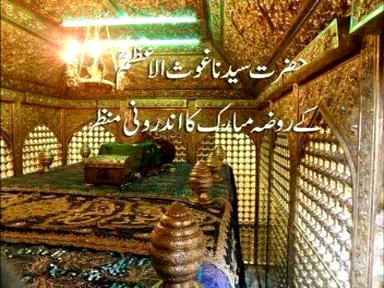 حضرت سیدنا غوث الاعظم
کے روضہ مبارک کا اندرونی منظر